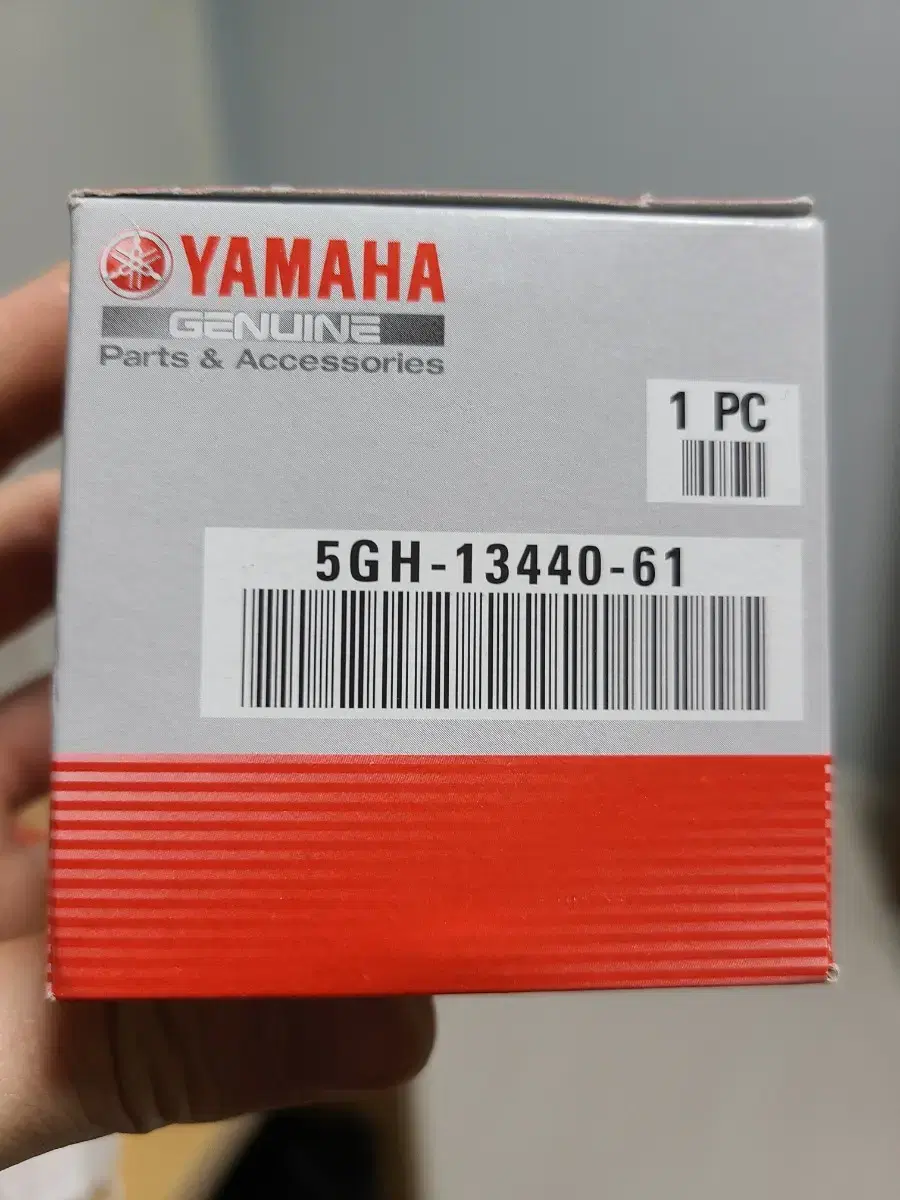 YAMAHA
GENUINE
Parts & Accessories
1 PC
5GH-13440-61